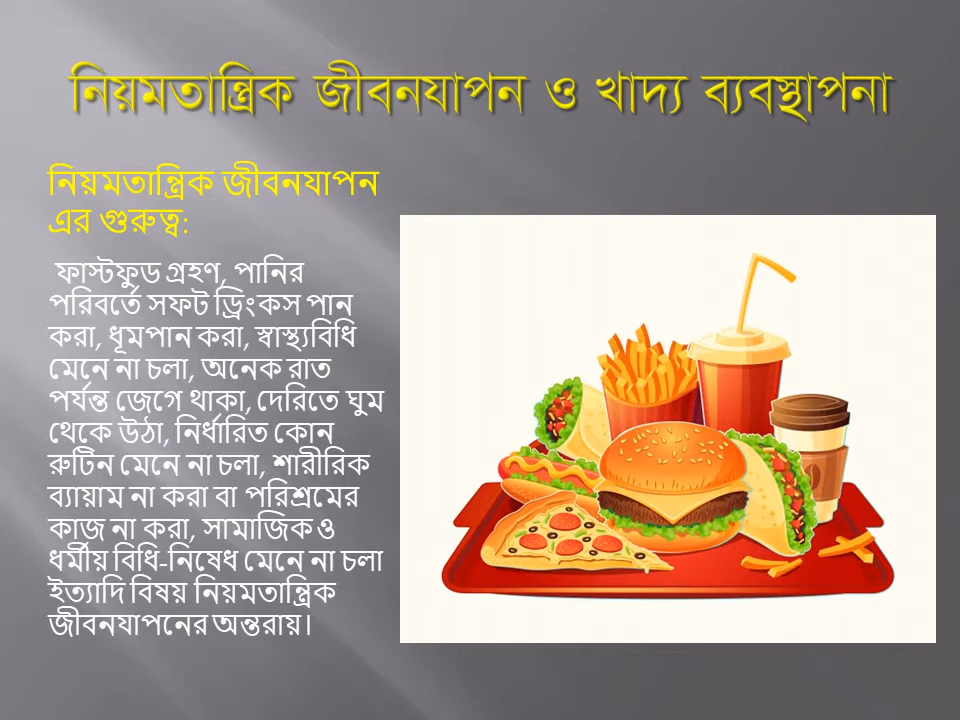 নিয়মতান্ত্রিক জীবনযাপন ও খাদ্য ব্যবস্থাপনা
নিয়মতান্ত্রিক জীবনযাপন
এর গুরুত্ব:
ফাস্টফুড গ্রহণ, পানির
পরিবর্তে সফট ড্রিংকস পান
করা, ধূমপান করা, স্বাস্থ্যবিধি
মেনে না চলা, অনেক রাত
পর্যন্ত জেগে থাকা, দেরিতে ঘুম
থেকে উঠা, নির্ধারিত কোন
রুটিন মেনে না চলা, শারীরিক
ব্যায়াম না করা বা পরিশ্রমের
কাজ না করা, সামাজিক ও
ধর্মীয় বিধি-নিষেধ মেনে না চলা
ইত্যাদি বিষয় নিয়মতান্ত্রিক
জীবনযাপনের অন্তরায়।